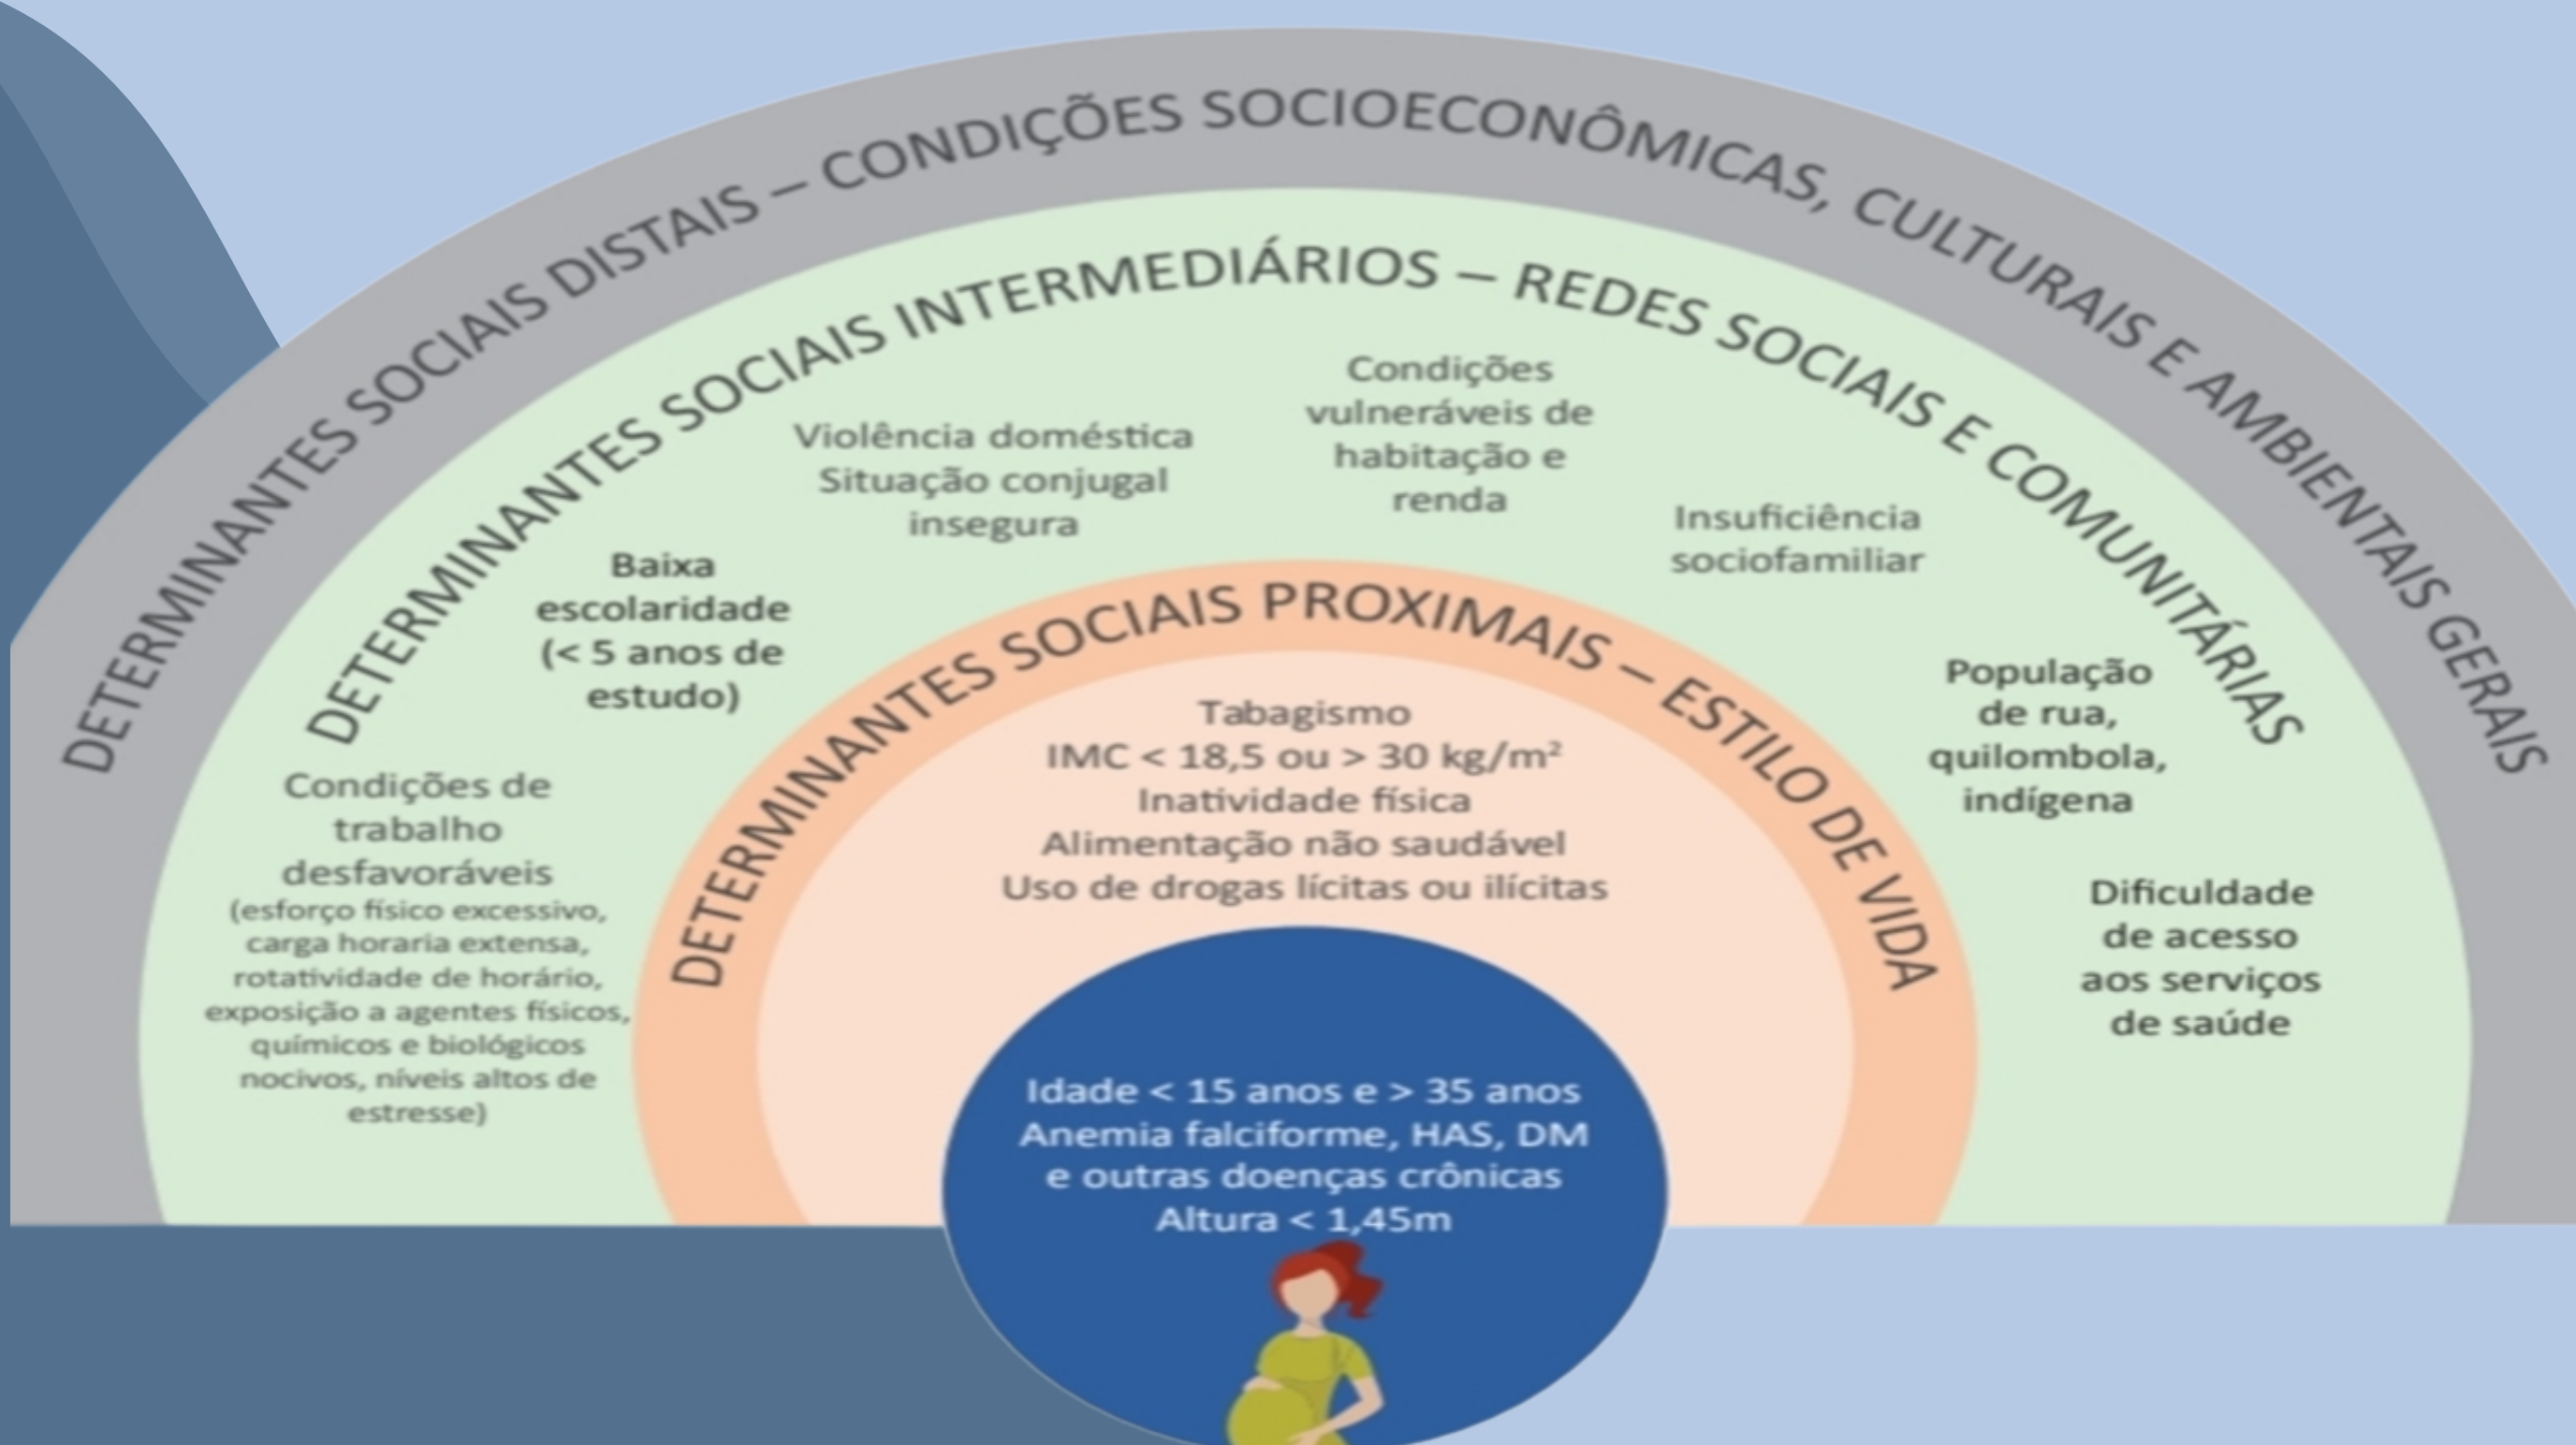 DETERMINANTES SOCIAIS DISTAIS – CONDIÇÕES SOCIOECONÔMICAS, CULTURAIS E AMBIENTAIS GERAIS
DETERMINANTES SOCIAIS INTERMEDIÁRIOS – REDES SOCIAIS E COMUNITÁRIAS
Condições de
trabalho
desfavoráveis
(esforço físico excessivo,
carga horaria extensa,
rotatividade de horário,
exposição a agentes físicos,
químicos e biológicos
nocivos, níveis altos de
estresse)
Baixa
escolaridade
(< 5 anos de
estudo)
Violência doméstica
Situação conjugal
insegura
Condições
vulneráveis de
habitação e
renda
Insuficiência
sociofamiliar
População
de rua,
quilombola,
indígena
Dificuldade
de acesso
aos serviços
de saúde
DETERMINANTES SOCIAIS PROXIMAIS – ESTILO DE VIDA
Tabagismo
IMC < 18,5 ou > 30 kg/m²
Inatividade física
Alimentação não saudável
Uso de drogas lícitas ou ilícitas
Idade < 15 anos e > 35 anos
Anemia falciforme, HAS, DM
e outras doenças crônicas
Altura < 1,45m